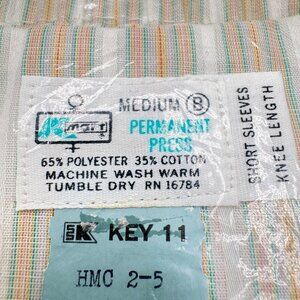 MEDIUM B
Kmart
PERMANENT
PRESS
65% POLYESTER 35% COTTON
MACHINE WASH WARM
TUMBLE DRY RN 16784
SHORT SLEEVES
KNEE LENGTH
K KEY 11
HMC 2-5